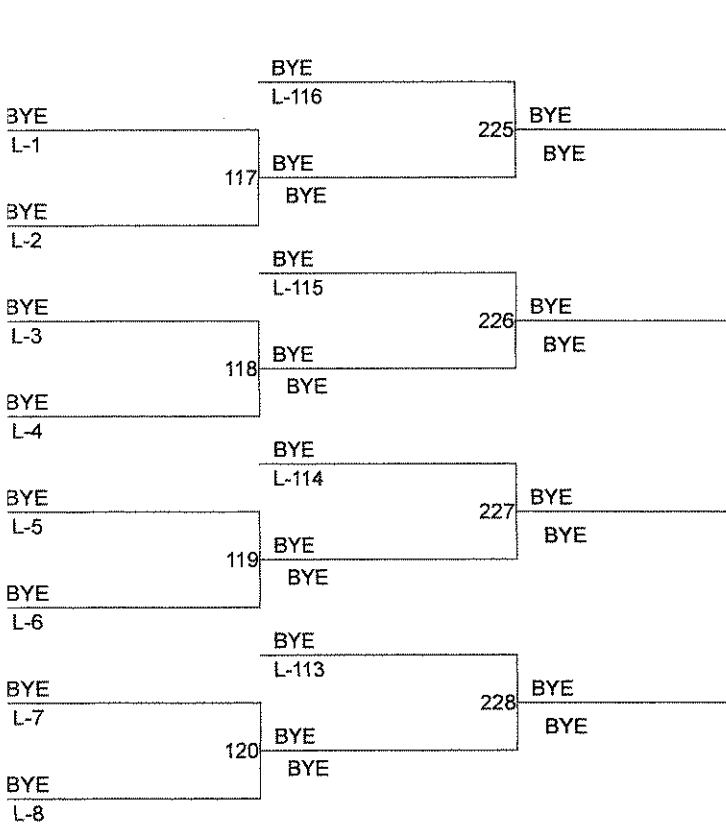 BYE
L-116
BYE
225
BYE
L-1
BYE
117
BYE
BYE
BYE
L-2
BYE
L-115
BYE
226
BYE
L-3
BYE
118
BYE
BYE
BYE
L-4
BYE
L-114
BYE
227
BYE
L-5
BYE
119
BYE
BYE
BYE
L-6
BYE
L-113
BYE
228
BYE
L-7
BYE
120
BYE
BYE
BYE
L-8